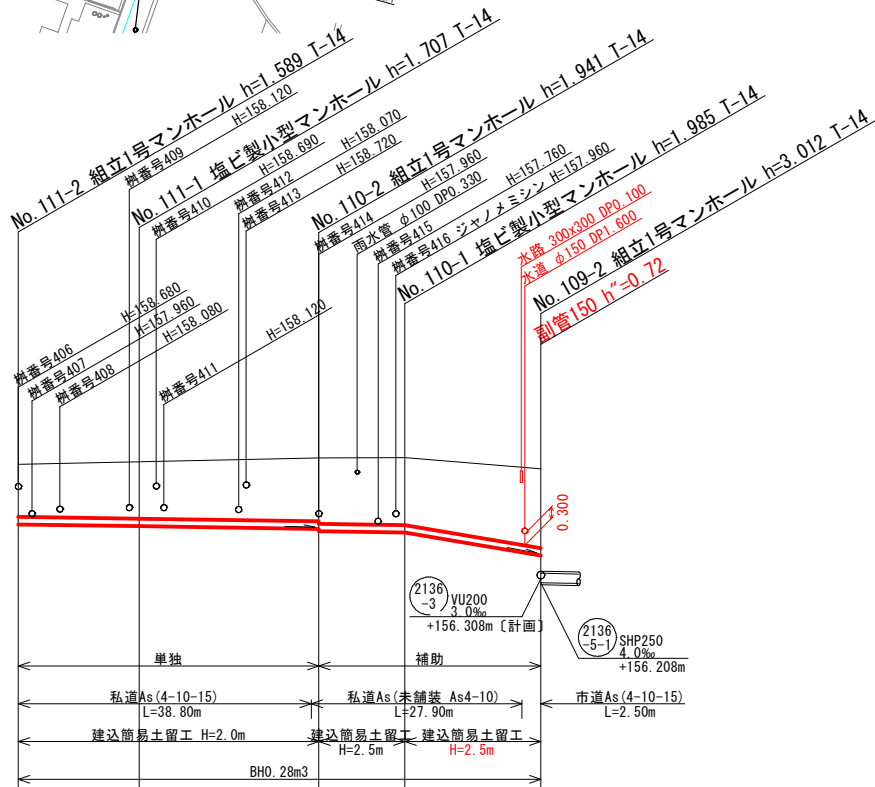 No.111-2 組立1号マンホール h=1.589 T-14
桝番号409 H=158.120
No.111-1 塩ビ製小型マンホール h=1.707 T-14
桝番号410 H=158.690
桝番号412 H=158.070
桝番号413 H=158.720
No.110-2 組立1号マンホール h=1.941 T-14
桝番号414 H=157.960
雨水管 φ100 DP0.330
桝番号415 H=157.760
桝番号416 ジャノメミシン H=157.960
No.110-1 塩ビ製小型マンホール h=1.985 T-14
水路 300x300 DP0.100
水道 φ150 DP1.600
No.109-2 組立1号マンホール h=3.012 T-14
副管150 h″=0.72
桝番号406 H=158.680
桝番号407 H=157.960
桝番号408 H=158.080
桝番号411 H=158.120
0.300
2136
-3
VU200
3.0‰
+156.308m〔計画〕
2136
-5-1
SHP250
4.0‰
+156.208m
単独
補助
私道As(4-10-15)
L=38.80m
私道As(未舗装 As4-10)
L=27.90m
市道As(4-10-15)
L=2.50m
建込簡易土留工 H=2.0m
建込簡易土留工
H=2.5m
建込簡易土留工
H=2.5m
BH0.28m3